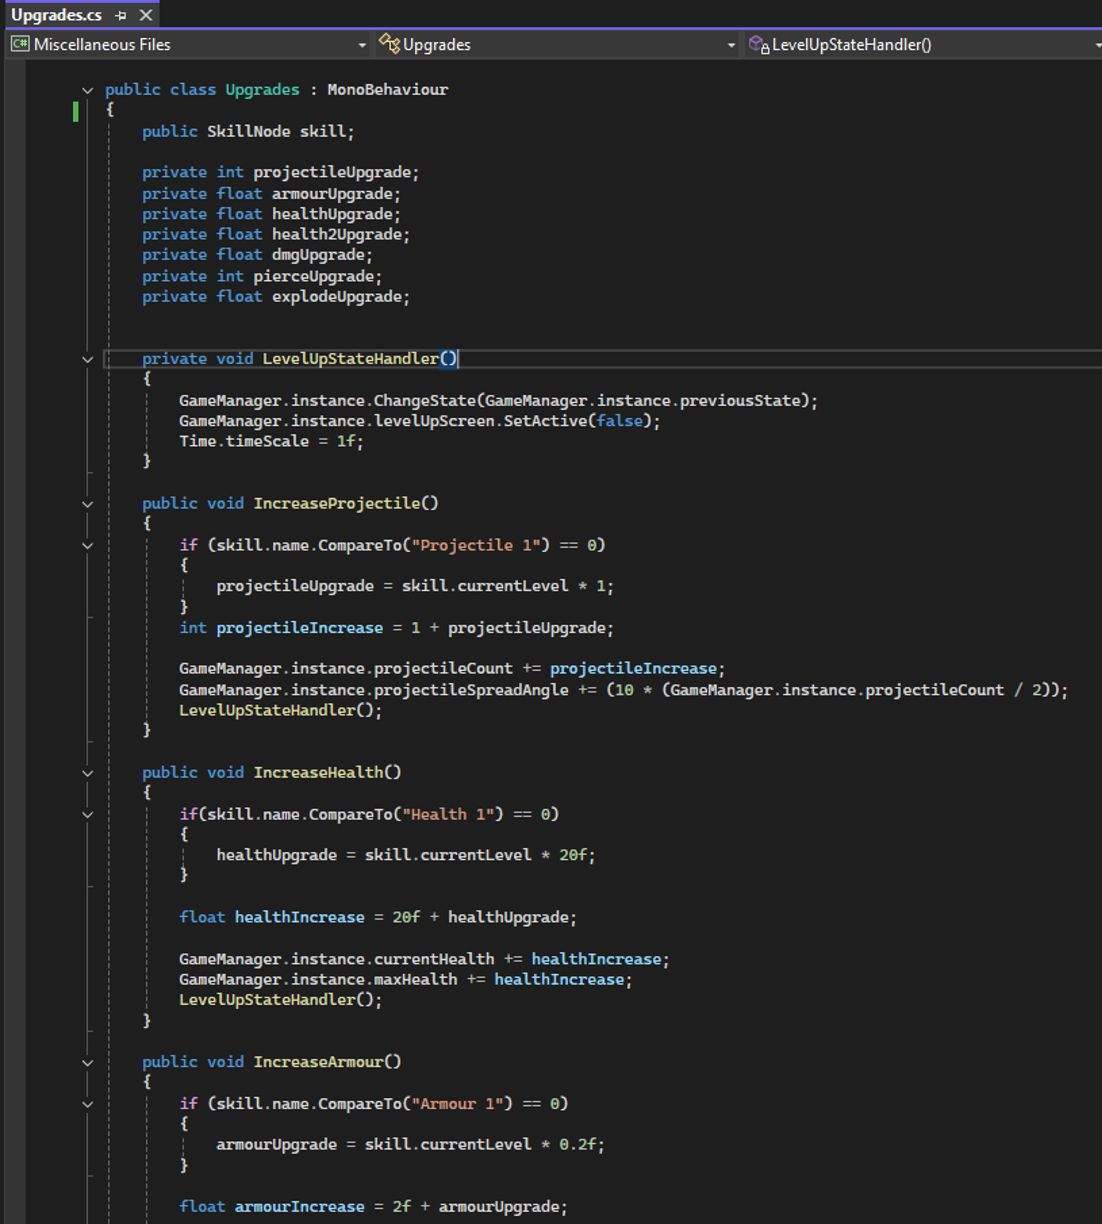 Upgrades.cs
C# Miscellaneous Files Upgrades LevelUpStateHandler()
public class Upgrades : MonoBehaviour
{
public SkillNode skill;
private int projectileUpgrade;
private float armourUpgrade;
private float healthUpgrade;
private float health2Upgrade;
private float dmgUpgrade;
private int pierceUpgrade;
private float explodeUpgrade;
private void LevelUpStateHandler()
{
GameManager.instance.ChangeState(GameManager.instance.previousState);
GameManager.instance.levelUpScreen.SetActive(false);
Time.timeScale = 1f;
}
public void IncreaseProjectile()
{
if (skill.name.CompareTo("Projectile 1") == 0)
{
projectileUpgrade = skill.currentLevel * 1;
}
int projectileIncrease = 1 + projectileUpgrade;
GameManager.instance.projectileCount += projectileIncrease;
GameManager.instance.projectileSpreadAngle += (10 * (GameManager.instance.projectileCount / 2));
LevelUpStateHandler();
}
public void IncreaseHealth()
{
if(skill.name.CompareTo("Health 1") == 0)
{
healthUpgrade = skill.currentLevel * 20f;
}
float healthIncrease = 20f + healthUpgrade;
GameManager.instance.currentHealth += healthIncrease;
GameManager.instance.maxHealth += healthIncrease;
LevelUpStateHandler();
}
public void IncreaseArmour()
{
if (skill.name.CompareTo("Armour 1") == 0)
{
armourUpgrade = skill.currentLevel * 0.2f;
}
float armourIncrease = 2f + armourUpgrade;